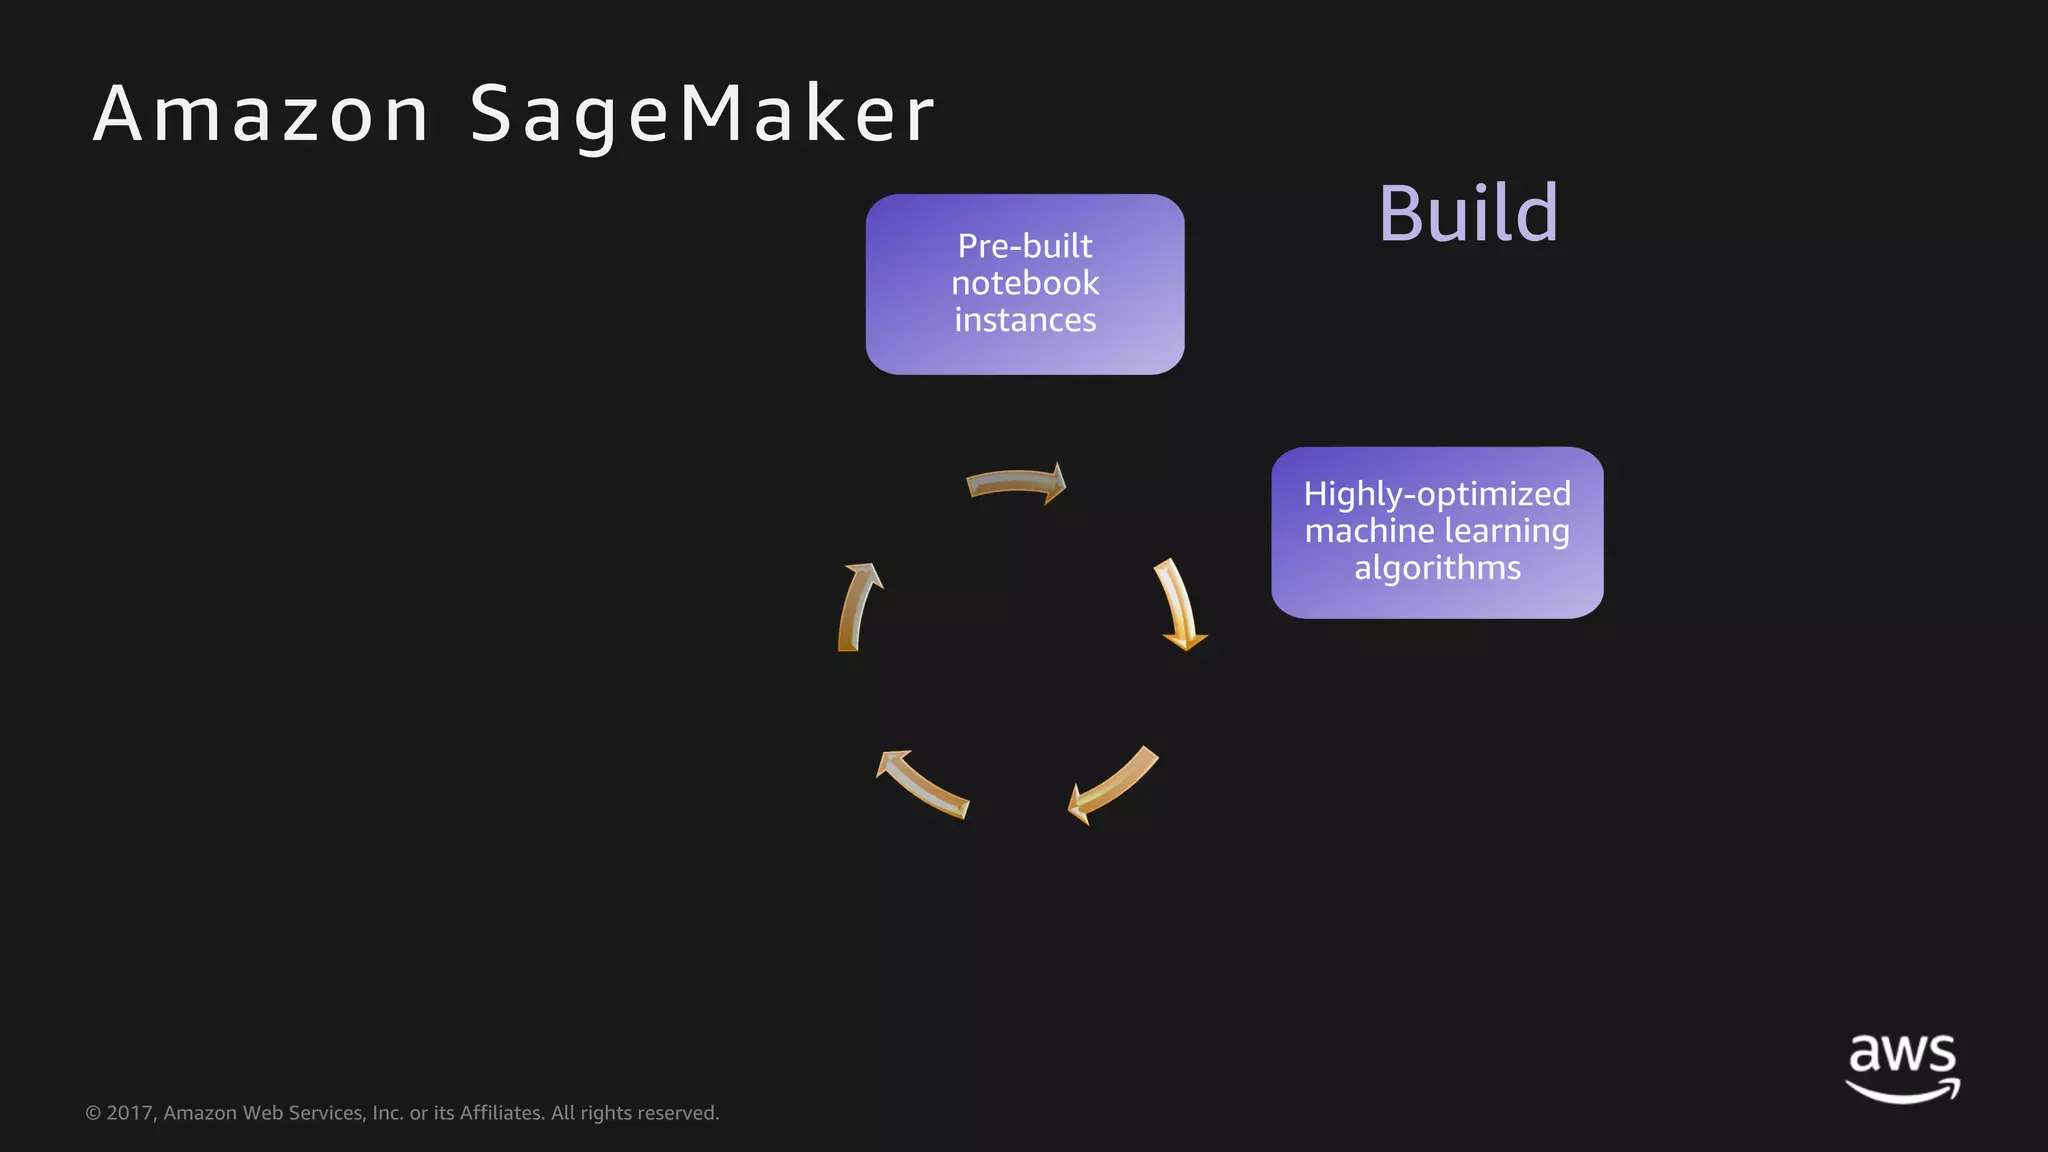 Amazon SageMaker
Build
Pre-built
notebook
instances
Highly-optimized
machine learning
algorithms
aws
© 2017, Amazon Web Services, Inc. or its Affiliates. All rights reserved.